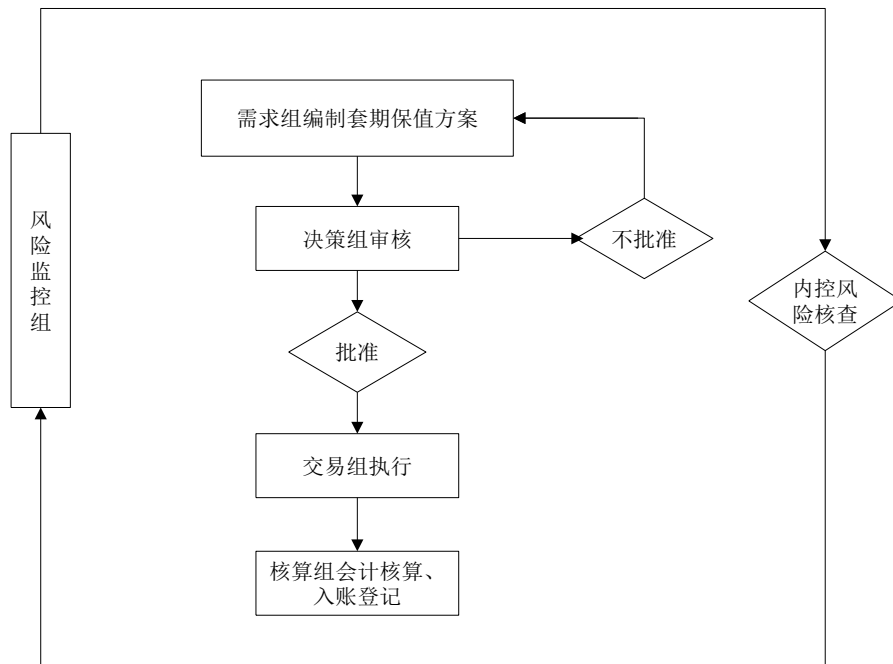 需求组编制套期保值方案
风险监控组
决策组审核
不批准
内控风
险核查
批准
交易组执行
核算组会计核算、
入账登记